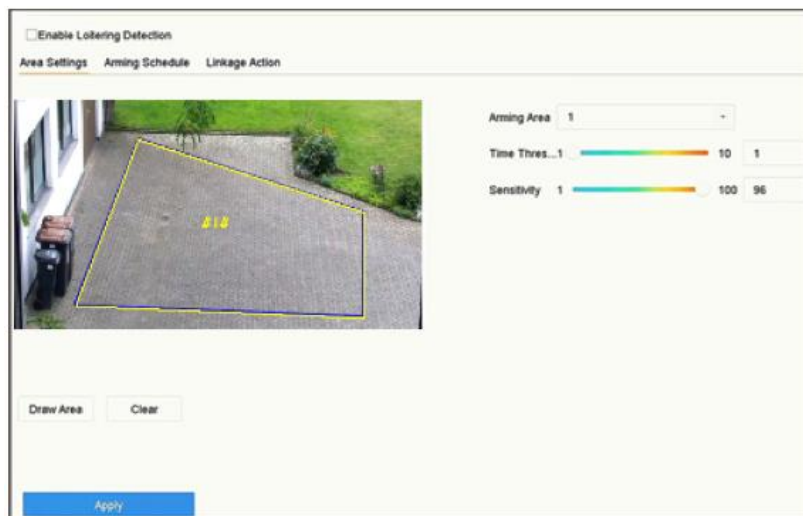 Enable Loitering Detection
Area Settings Arming Schedule Linkage Action
Arming Area 1
Time Thres...1 10 1
Sensitivity 1 100 96
#1#
Draw Area Clear
Apply